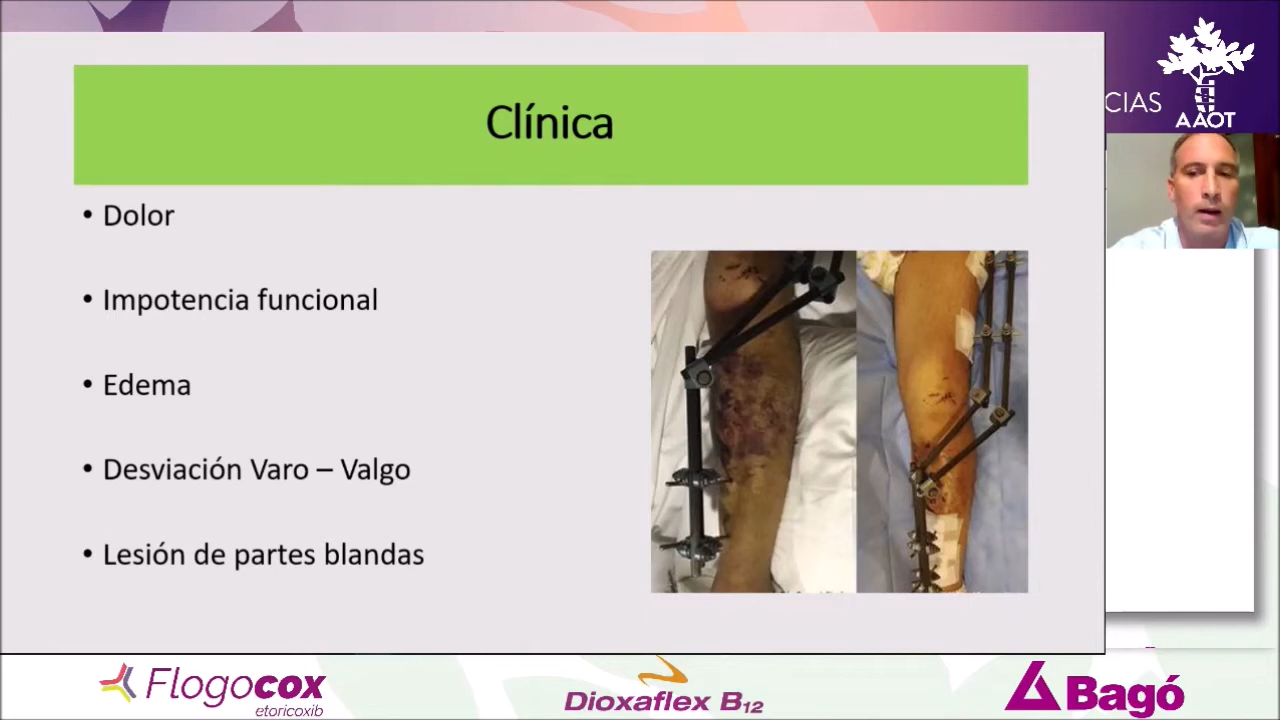 Clínica
• Dolor
• Impotencia funcional
• Edema
• Desviación Varo – Valgo
• Lesión de partes blandas
CIAS
AAOT
Flogocox
etoricoxib
Dioxaflex B12
Bagó